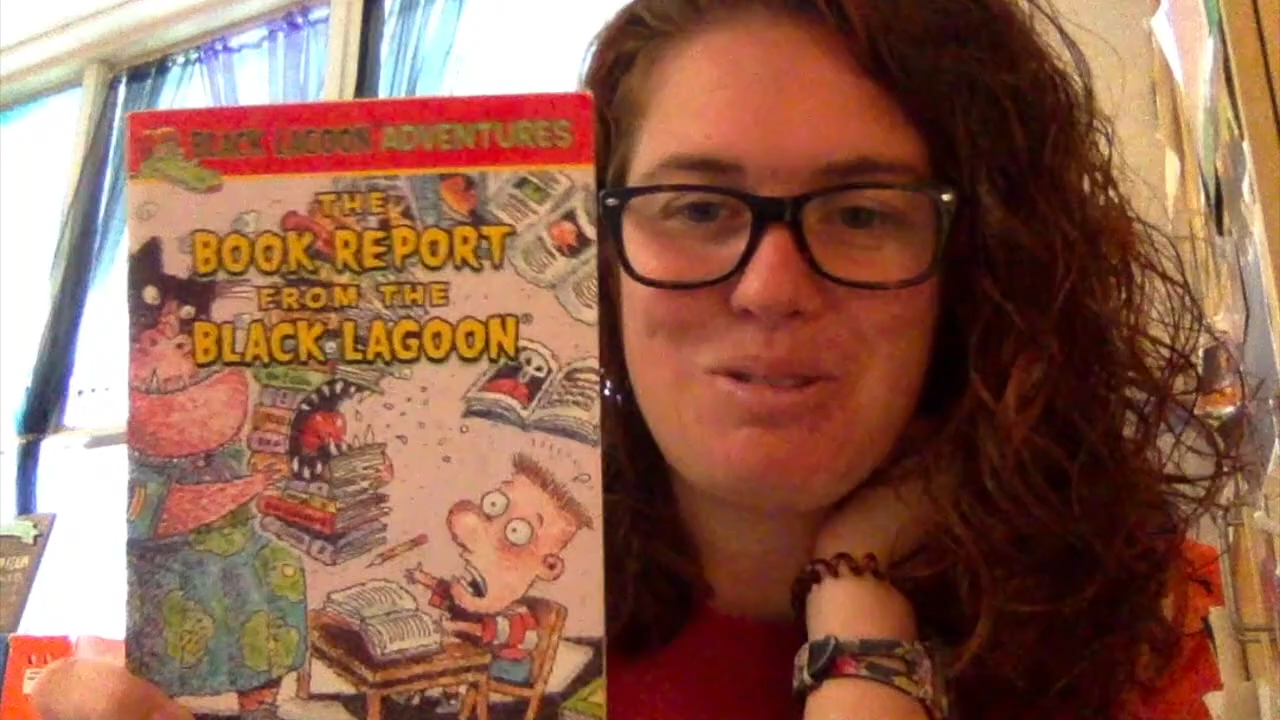 BLACK LAGOON ADVENTURES
THE
BOOK REPORT
FROM THE
BLACK LAGOON®